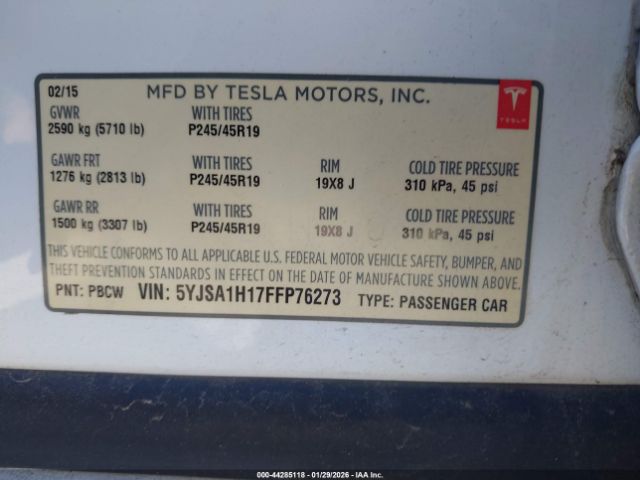 02/15 MFD BY TESLA MOTORS, INC.
GVWR WITH TIRES
2590 kg (5710 lb) P245/45R19
TESLA
GAWR FRT WITH TIRES RIM COLD TIRE PRESSURE
1276 kg (2813 lb) P245/45R19 19X8 J 310 kPa, 45 psi
GAWR RR WITH TIRES RIM COLD TIRE PRESSURE
1500 kg (3307 lb) P245/45R19 19X8 J 310 kPa, 45 psi
THIS VEHICLE CONFORMS TO ALL APPLICABLE U.S. FEDERAL MOTOR VEHICLE SAFETY, BUMPER, AND
THEFT PREVENTION STANDARDS IN EFFECT ON THE DATE OF MANUFACTURE SHOWN ABOVE.
PNT: PBCW VIN: 5YJSA1H17FFP76273 TYPE: PASSENGER CAR
000-44285118 | 01/29/2026 | IAA Inc.